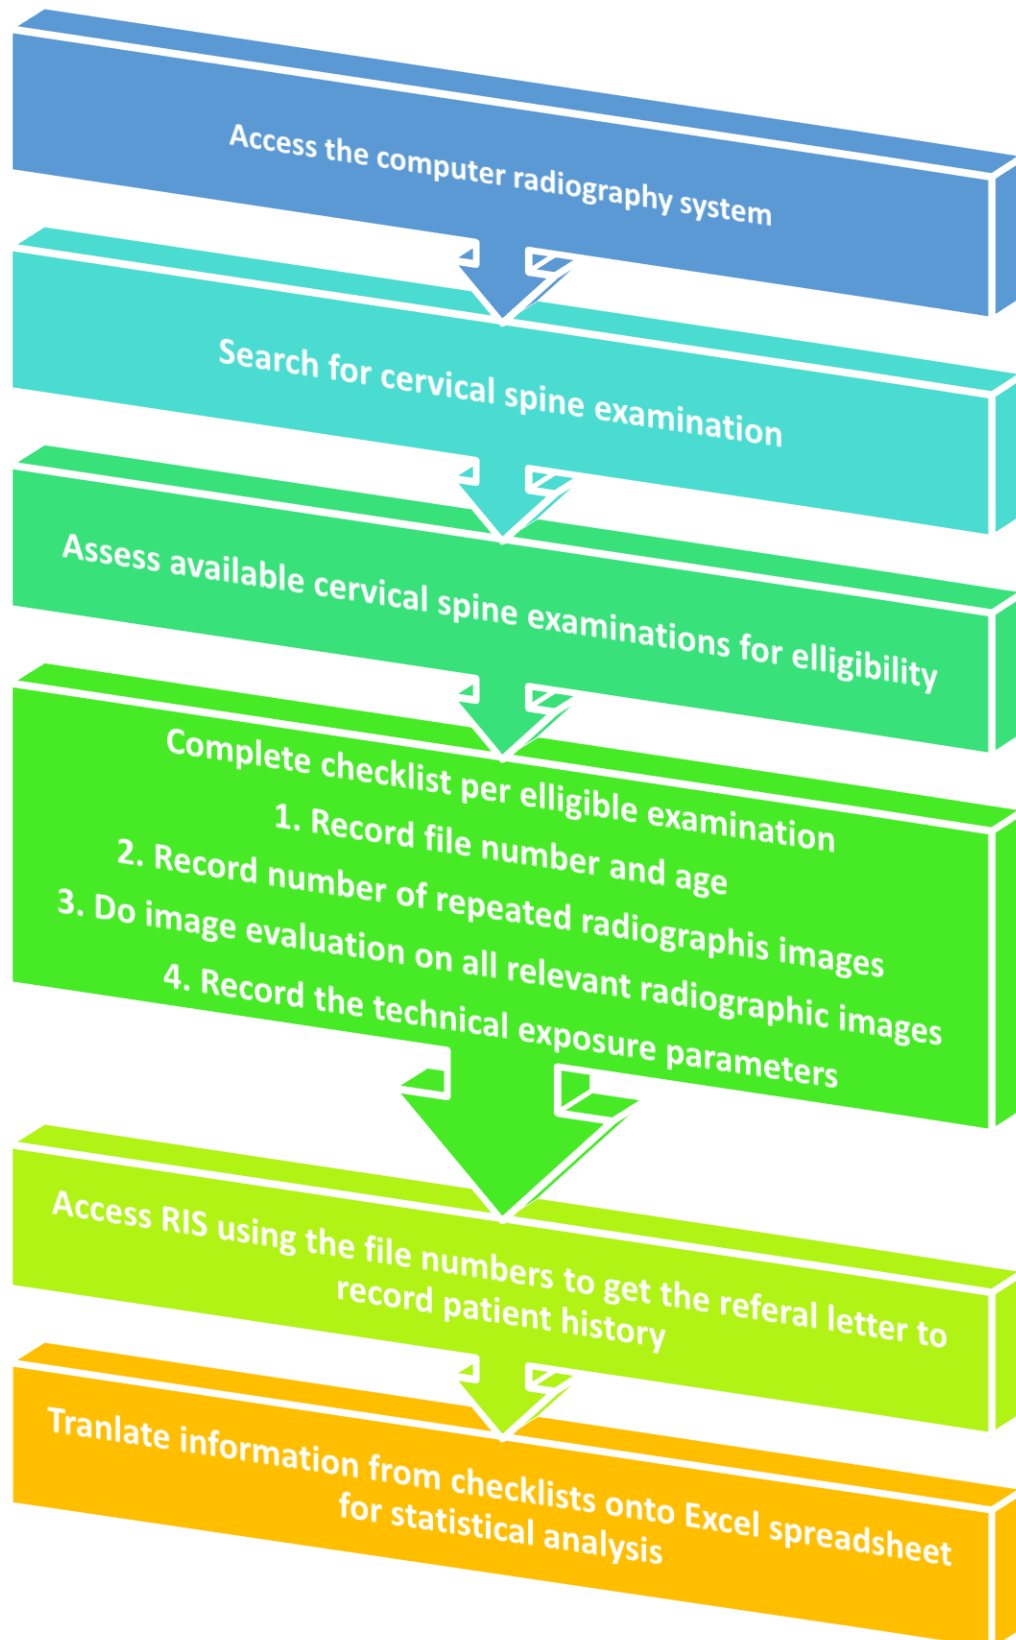 Access the computer radiography system
Search for cervical spine examination
Assess available cervical spine examinations for elligibility
Complete checklist per elligible examination
1. Record file number and age
2. Record number of repeated radiographis images
3. Do image evaluation on all relevant radiographic images
4. Record the technical exposure parameters
Access RIS using the file numbers to get the referal letter to
record patient history
Tranlate information from checklists onto Excel spreadsheet
for statistical analysis